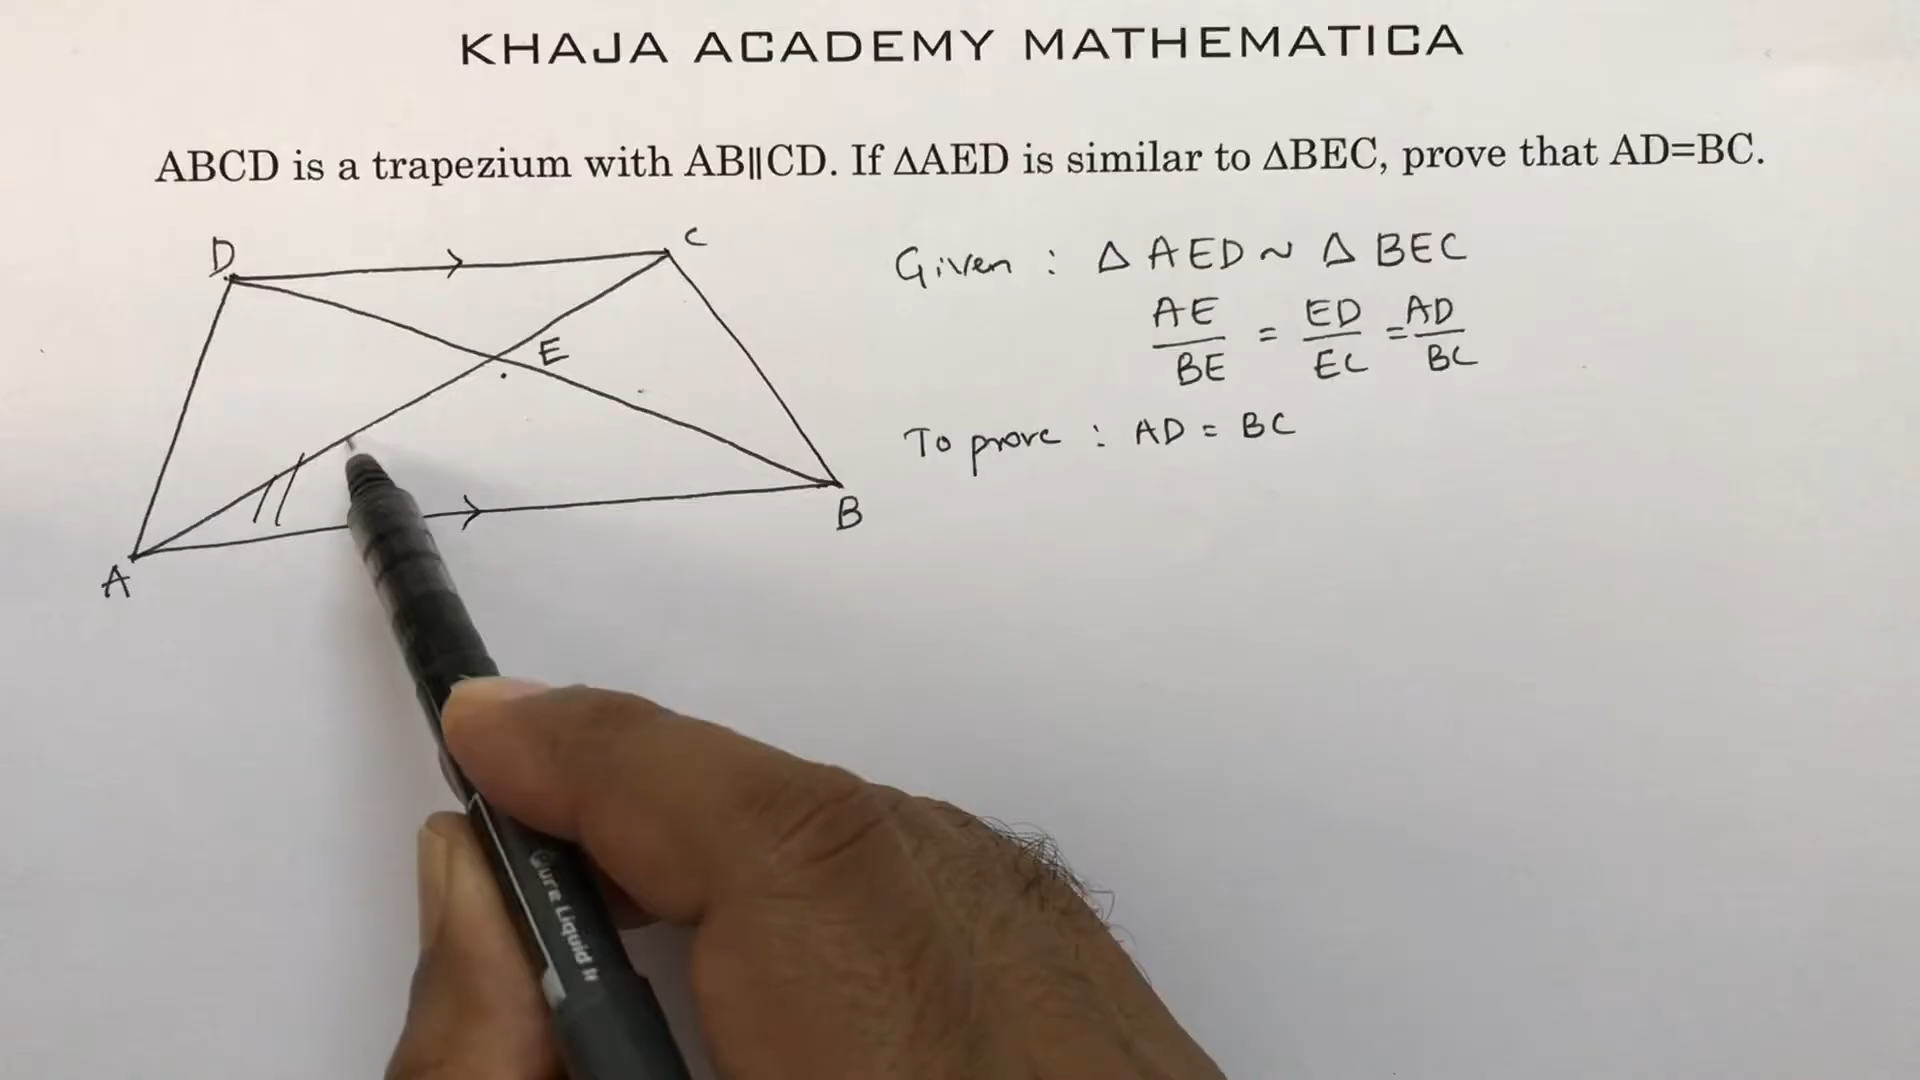 KHAJA ACADEMY MATHEMATICA
ABCD is a trapezium with AB∥CD. If ΔAED is similar to ΔBEC, prove that AD=BC.
D
C
E
B
A
Given : Δ AED ~ Δ BEC
AE/BE = ED/EC = AD/BC
To prove : AD = BC
Liquid